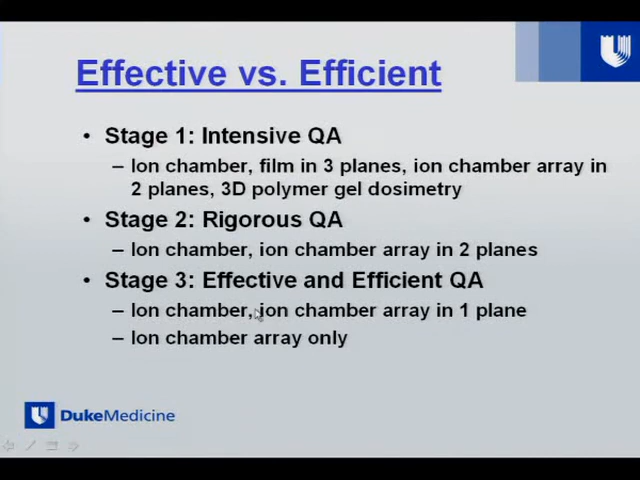 Effective vs. Efficient
• Stage 1: Intensive QA
– Ion chamber, film in 3 planes, ion chamber array in
2 planes, 3D polymer gel dosimetry
• Stage 2: Rigorous QA
– Ion chamber, ion chamber array in 2 planes
• Stage 3: Effective and Efficient QA
– Ion chamber, ion chamber array in 1 plane
– Ion chamber array only
DukeMedicine